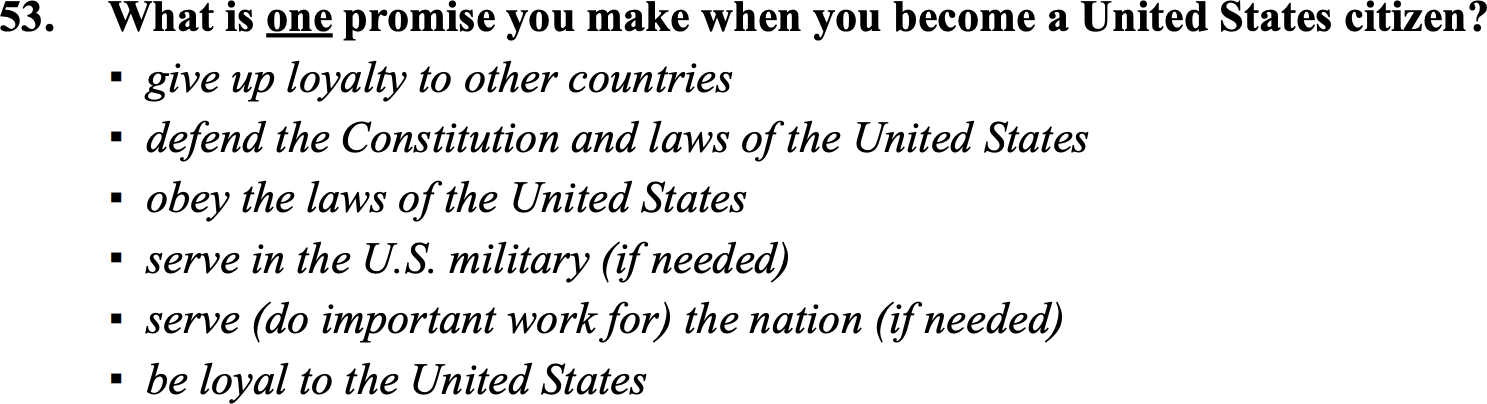 53. What is one promise you make when you become a United States citizen?
▪ give up loyalty to other countries
▪ defend the Constitution and laws of the United States
▪ obey the laws of the United States
▪ serve in the U.S. military (if needed)
▪ serve (do important work for) the nation (if needed)
▪ be loyal to the United States